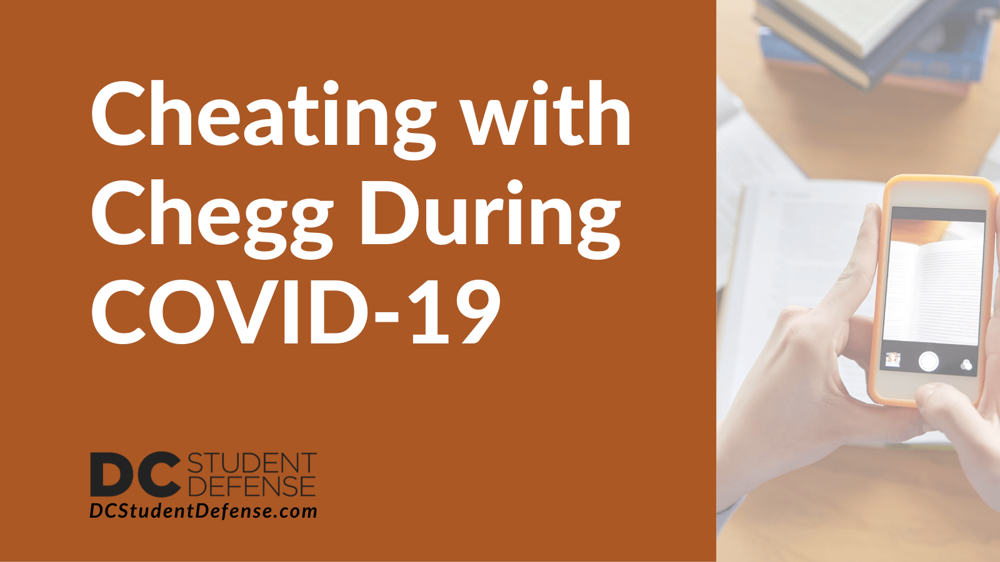 Cheating with
Chegg During
COVID-19
DC STUDENT
DEFENSE
DCStudentDefense.com